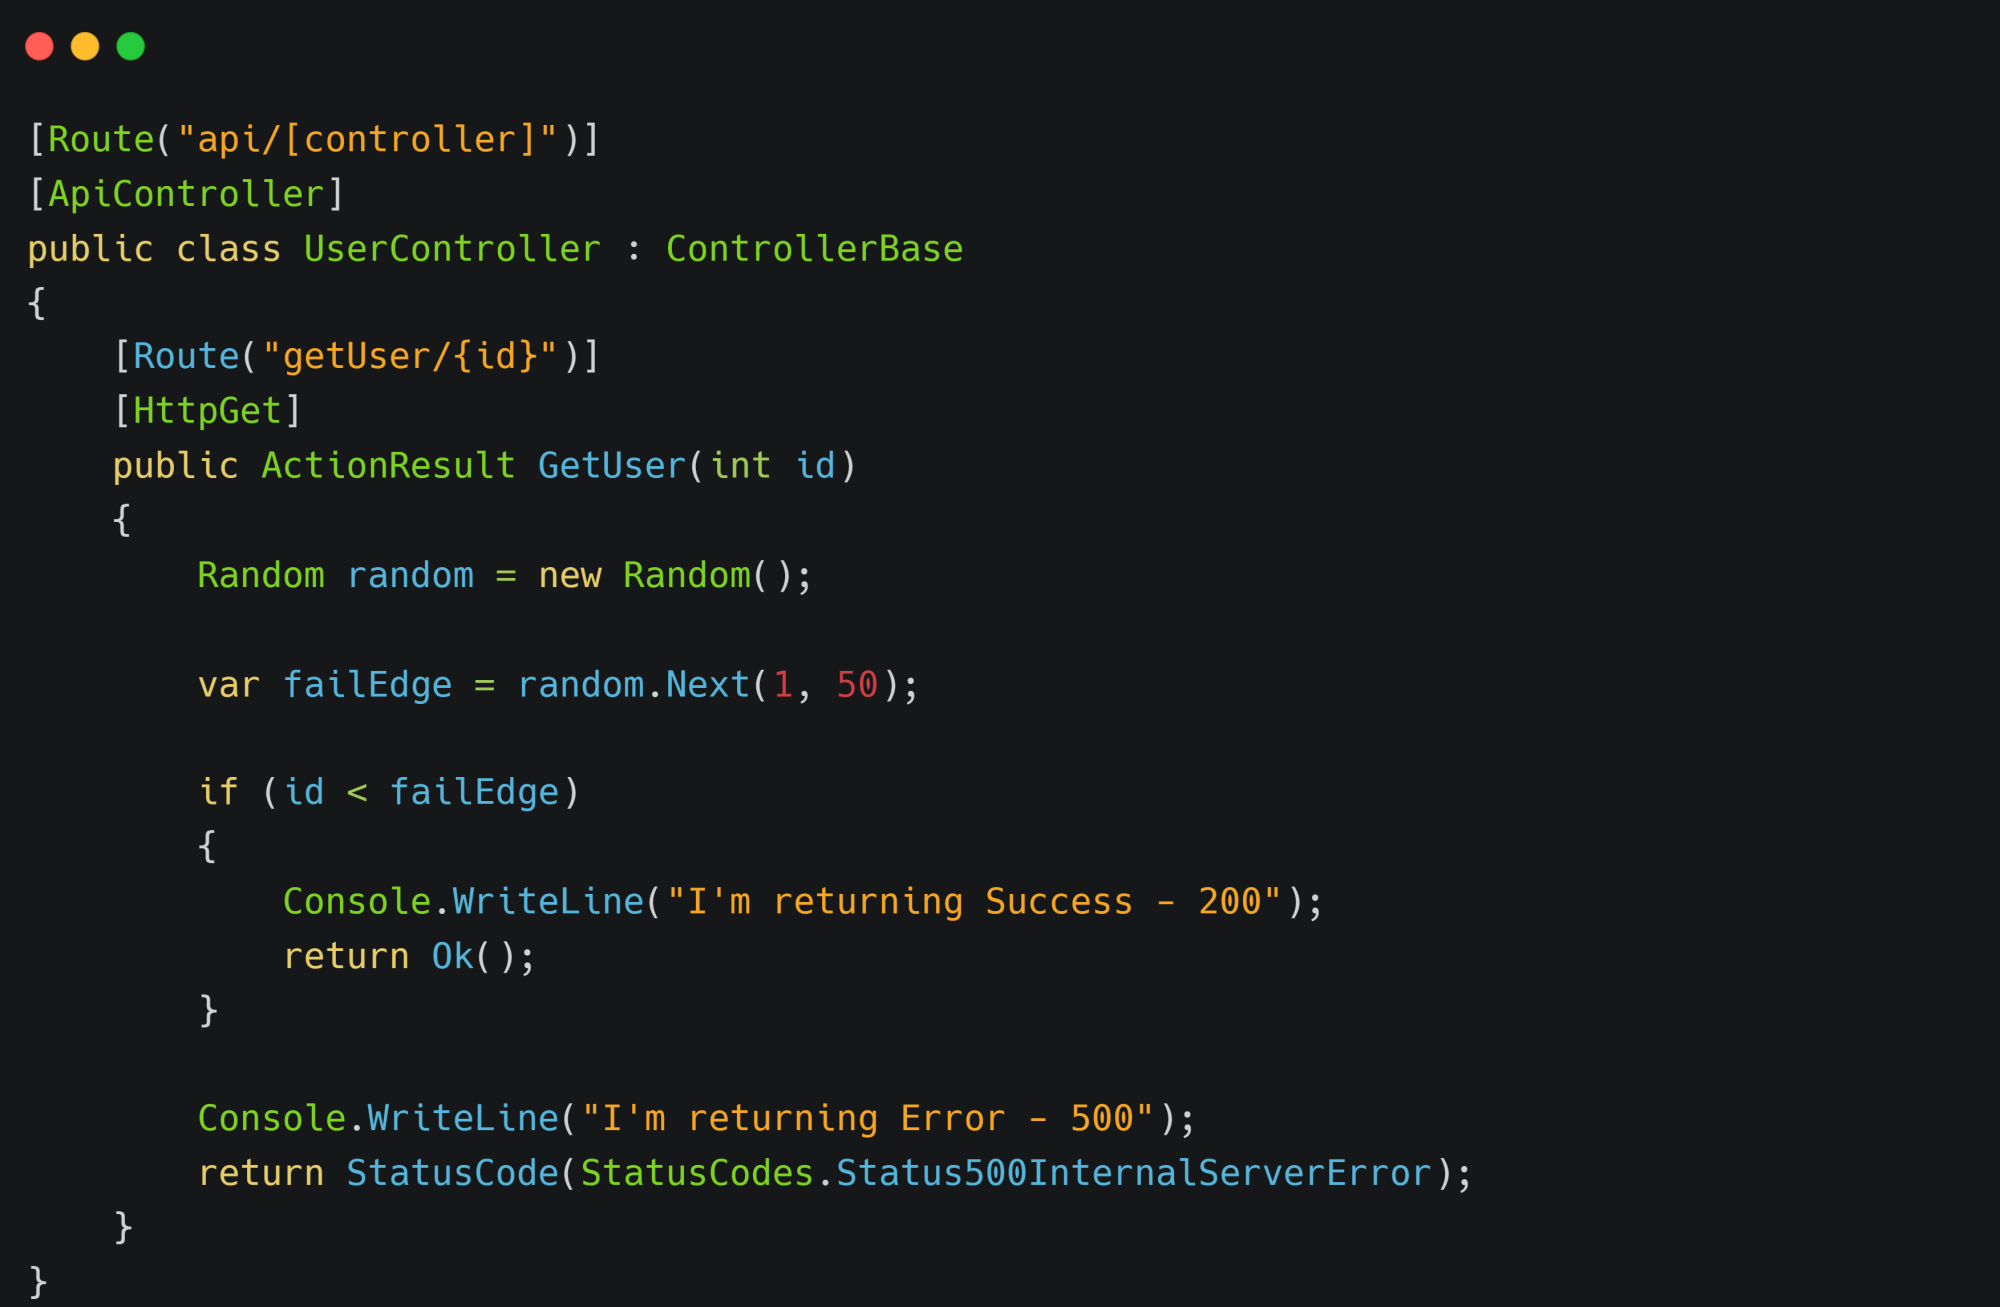 [Route("api/[controller]")]
[ApiController]
public class UserController : ControllerBase
{
    [Route("getUser/{id}")]
    [HttpGet]
    public ActionResult GetUser(int id)
    {
        Random random = new Random();

        var failEdge = random.Next(1, 50);

        if (id < failEdge)
        {
            Console.WriteLine("I'm returning Success - 200");
            return Ok();
        }

        Console.WriteLine("I'm returning Error - 500");
        return StatusCode(StatusCodes.Status500InternalServerError);
    }
}